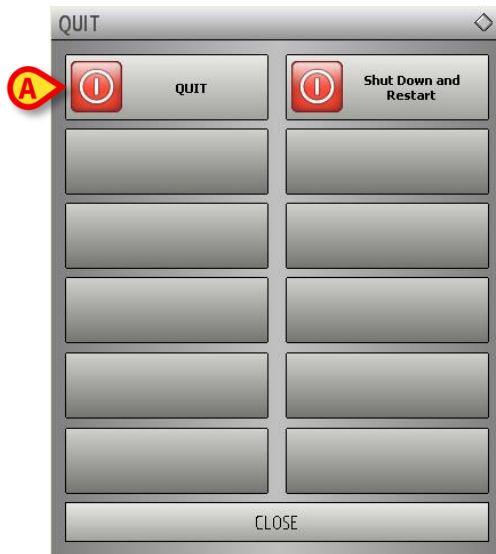 QUIT
A
QUIT
Shut Down and
Restart
CLOSE